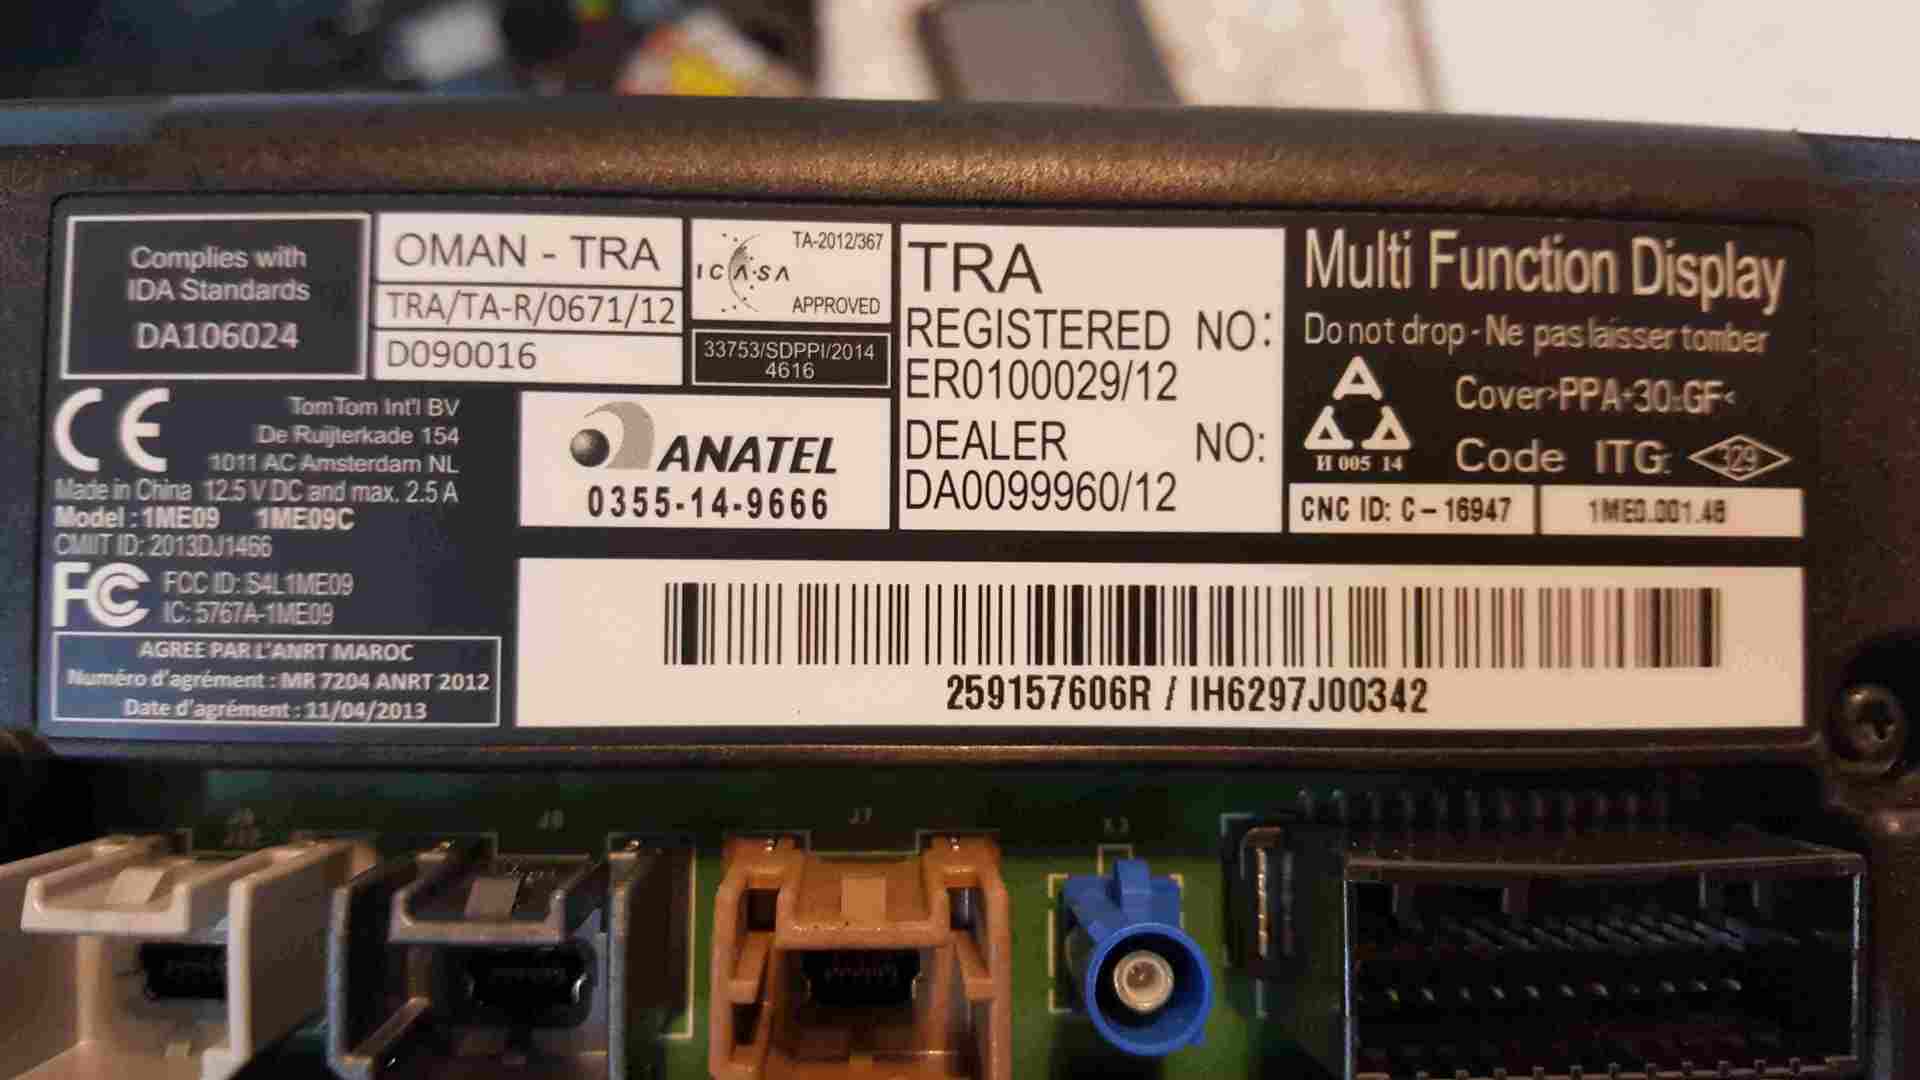 Complies with
IDA Standards
DA106024
OMAN - TRA
TRA/TA-R/0671/12
D090016
TA-2012/367
ICASA
APPROVED
33753/SDPPI/2014
4616
TRA
REGISTERED NO:
ER0100029/12
DEALER NO:
DA0099960/12
Multi Function Display
Do not drop - Ne pas laisser tomber
Cover>PPA+30%GF<
Code ITG: 329
H 005 14
CNC ID: C-16947
1ME0.001.48
CE
TomTom Int'l BV
De Ruijterkade 154
1011 AC Amsterdam NL
Made in China 12.5 V DC and max. 2.5 A
Model : 1ME09 1ME09C
CMIIT ID: 2013DJ1466
FC FCC ID: S4L1ME09
IC: 5767A-1ME09
ANATEL
0355-14-9666
AGREE PAR L'ANRT MAROC
Numéro d'agrément : MR 7204 ANRT 2012
Date d'agrément : 11/04/2013
259157606R / IH6297J00342
J8
J7
X3